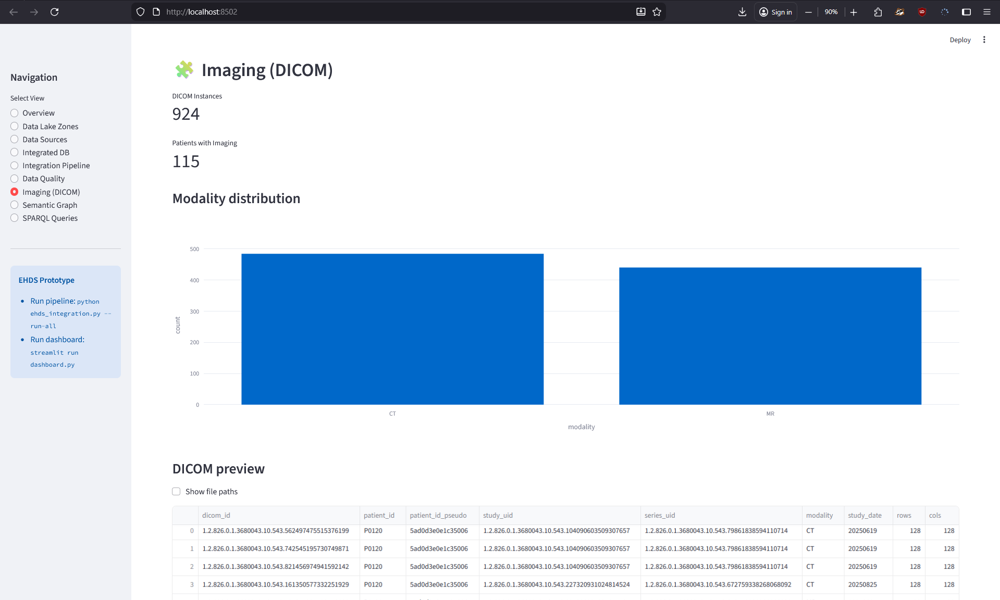 http://localhost:8502
Sign in
90%
Deploy
Navigation
Select View
Overview
Data Lake Zones
Data Sources
Integrated DB
Integration Pipeline
Data Quality
Imaging (DICOM)
Semantic Graph
SPARQL Queries
EHDS Prototype
Run pipeline: python
ehds_integration.py --
run-all
Run dashboard:
streamlit run
dashboard.py
Imaging (DICOM)
DICOM Instances
924
Patients with Imaging
115
Modality distribution
500
400
300
200
100
0
count
CT MR
modality
DICOM preview
Show file paths
dicom_id patient_id patient_id_pseudo study_uid series_uid modality study_date rows cols
0 1.2.826.0.1.3680043.10.543.562497475515376199 P0120 5ad0d3e0e1c35006 1.2.826.0.1.3680043.10.543.104090603509307657 1.2.826.0.1.3680043.10.543.79861838594110714 CT 20250619 128 128
1 1.2.826.0.1.3680043.10.543.742545195730749871 P0120 5ad0d3e0e1c35006 1.2.826.0.1.3680043.10.543.104090603509307657 1.2.826.0.1.3680043.10.543.79861838594110714 CT 20250619 128 128
2 1.2.826.0.1.3680043.10.543.821456974941592142 P0120 5ad0d3e0e1c35006 1.2.826.0.1.3680043.10.543.104090603509307657 1.2.826.0.1.3680043.10.543.79861838594110714 CT 20250619 128 128
3 1.2.826.0.1.3680043.10.543.161350577332251929 P0120 5ad0d3e0e1c35006 1.2.826.0.1.3680043.10.543.227320931024814524 1.2.826.0.1.3680043.10.543.672759338268068092 CT 20250825 128 128